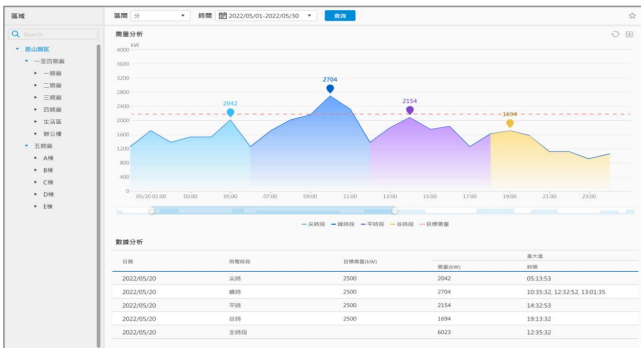 區域
Search
昆山園區
一至四期廠
一期廠
二期廠
三期廠
四期廠
生活區
辦公樓
五期廠
A棟
B棟
C棟
D棟
E棟
區間 分 時間 2022/05/01-2022/05/30 查詢
需量分析
kW
4000
3600
3200
2800
2400
2000
1600
1200
800
400
0
2042
2704
2154
1694
05/20 01:00 03:00 05:00 07:00 09:00 11:00 13:00 15:00 17:00 19:00 21:00 23:00
尖時段 峰時段 平時段 谷時段 目標需量
數據分析
日期 用電時段 目標需量(kW) 最大值
需量(kW) 時間
2022/05/20 尖時 2500 2042 05:13:53
2022/05/20 峰時 2500 2704 10:35:32, 12:32:52, 13:01:35
2022/05/20 平時 2500 2154 14:32:53
2022/05/20 谷時 2500 1694 19:13:32
2022/05/20 全時段 6023 12:35:32